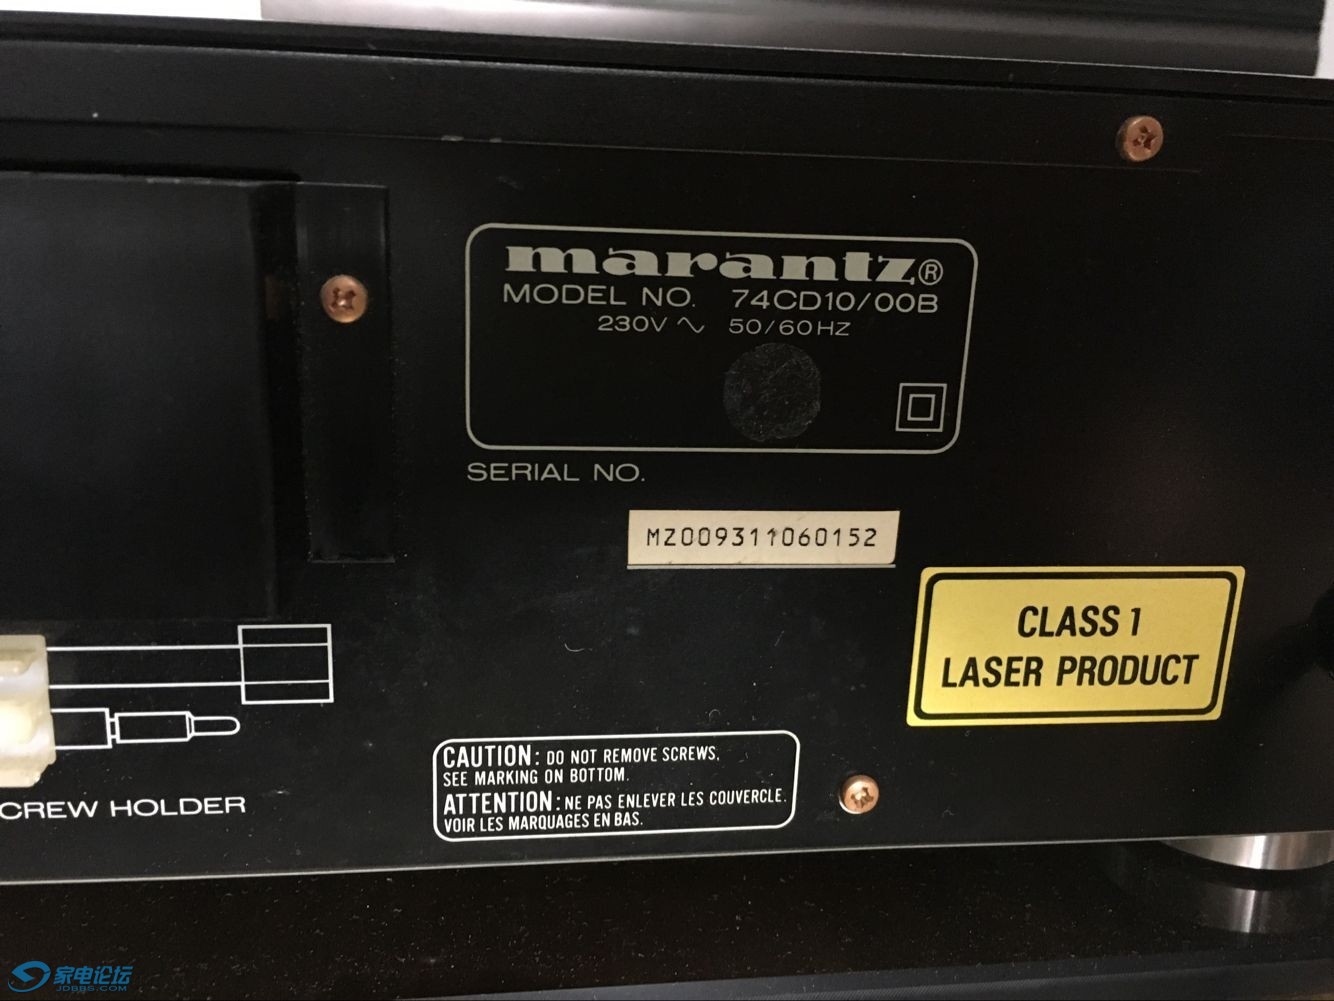 marantz®
MODEL NO. 74CD10/00B
230V ~ 50/60HZ
SERIAL NO.
MZ009311060152
CLASS 1
LASER PRODUCT
CREW HOLDER
CAUTION: DO NOT REMOVE SCREWS.
SEE MARKING ON BOTTOM.
ATTENTION: NE PAS ENLEVER LES COUVERCLE.
VOIR LES MARQUAGES EN BAS.
家电论坛
JDBBS.COM